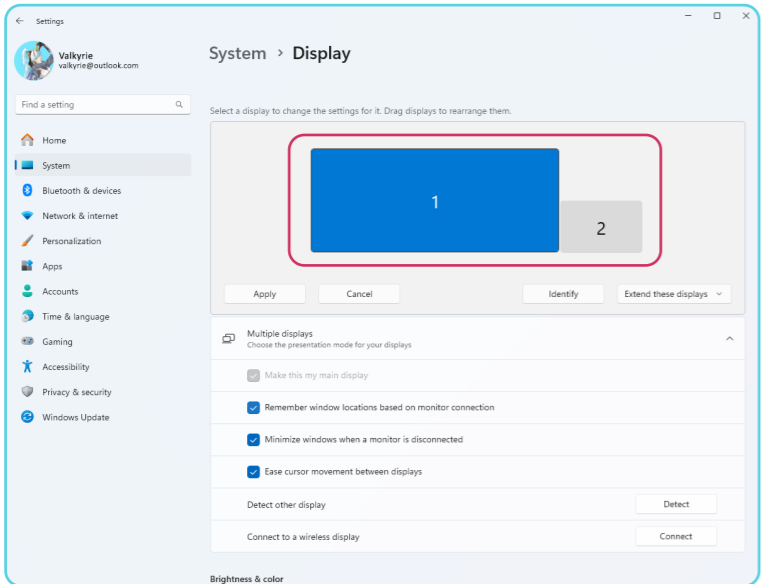 Settings
Valkyrie
valkyrie@outlook.com
Find a setting
Home
System
Bluetooth & devices
Network & internet
Personalization
Apps
Accounts
Time & language
Gaming
Accessibility
Privacy & security
Windows Update
System > Display
Select a display to change the settings for it. Drag displays to rearrange them.
1
2
Apply
Cancel
Identify
Extend these displays
Multiple displays
Choose the presentation mode for your displays
Make this my main display
Remember window locations based on monitor connection
Minimize windows when a monitor is disconnected
Ease cursor movement between displays
Detect other display
Detect
Connect to a wireless display
Connect
Brightness & color